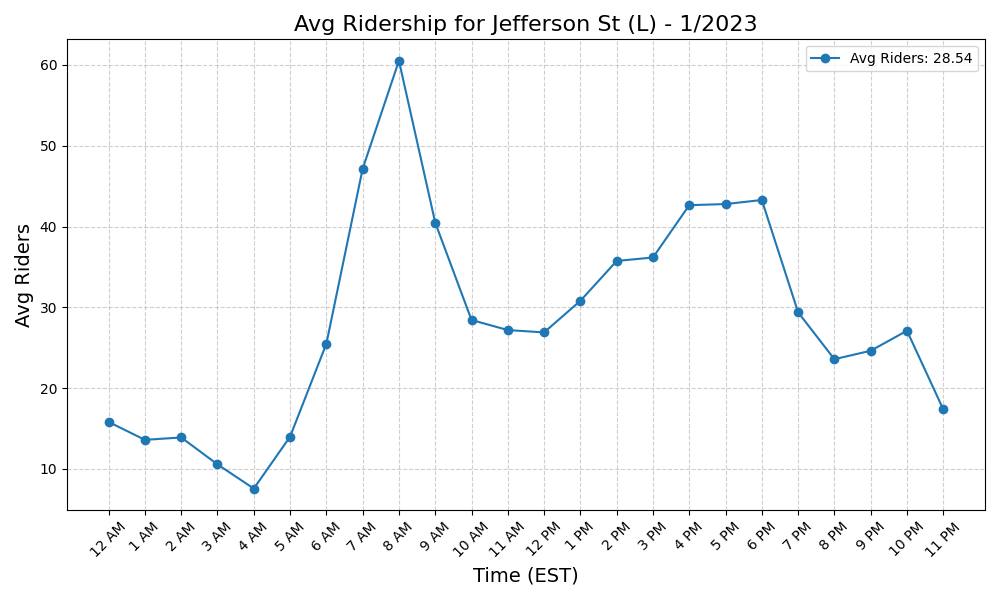 Avg Ridership for Jefferson St (L) - 1/2023
Avg Riders: 28.54
60
50
40
30
20
10
Avg Riders
12 AM
1 AM
2 AM
3 AM
4 AM
5 AM
6 AM
7 AM
8 AM
9 AM
10 AM
11 AM
12 PM
1 PM
2 PM
3 PM
4 PM
5 PM
6 PM
7 PM
8 PM
9 PM
10 PM
11 PM
Time (EST)